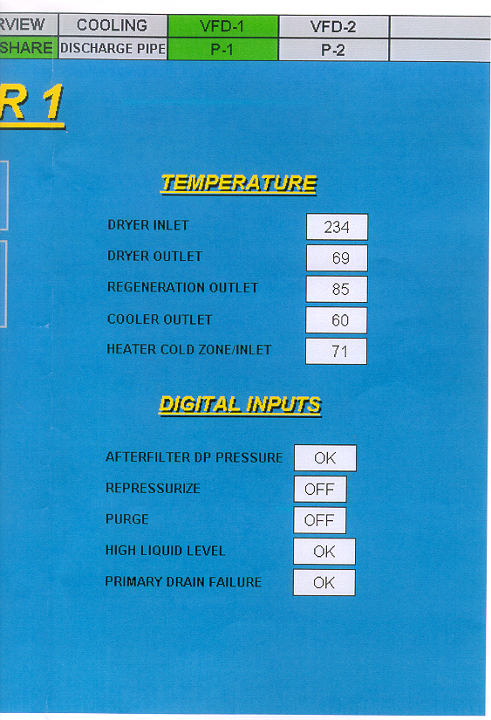 RVIEW COOLING VFD-1 VFD-2
SHARE DISCHARGE PIPE P-1 P-2
R 1
TEMPERATURE
DRYER INLET 234
DRYER OUTLET 69
REGENERATION OUTLET 85
COOLER OUTLET 60
HEATER COLD ZONE/INLET 71
DIGITAL INPUTS
AFTERFILTER DP PRESSURE OK
REPRESSURIZE OFF
PURGE OFF
HIGH LIQUID LEVEL OK
PRIMARY DRAIN FAILURE OK